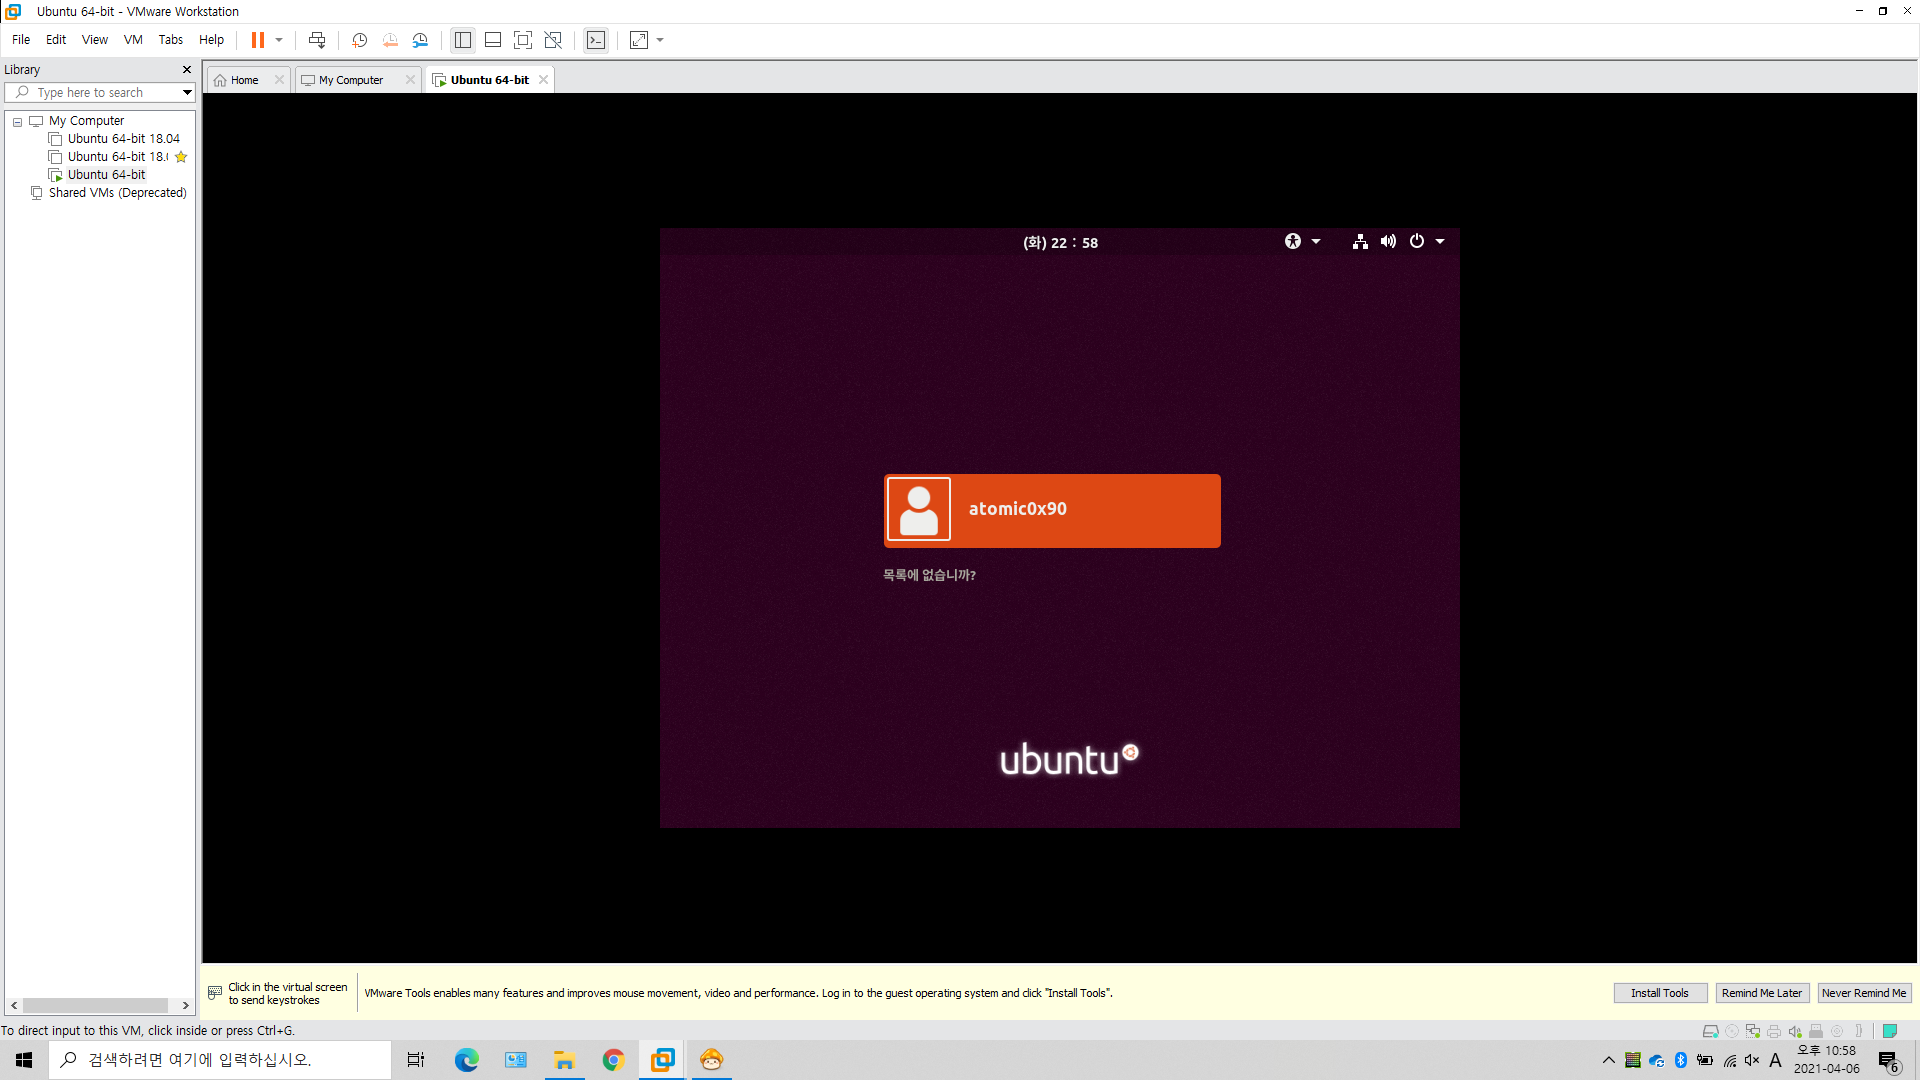 Ubuntu 64-bit - VMware Workstation
File Edit View VM Tabs Help
Library
Type here to search
My Computer
Ubuntu 64-bit 18.04
Ubuntu 64-bit 18.
Ubuntu 64-bit
Shared VMs (Deprecated)
Home
My Computer
Ubuntu 64-bit
(화) 22 : 58
atomic0x90
목록에 없습니까?
ubuntu
Click in the virtual screen
to send keystrokes
VMware Tools enables many features and improves mouse movement, video and performance. Log in to the guest operating system and click "Install Tools".
Install Tools
Remind Me Later
Never Remind Me
To direct input to this VM, click inside or press Ctrl+G.
검색하려면 여기에 입력하십시오.
A
오후 10:58
2021-04-06
6